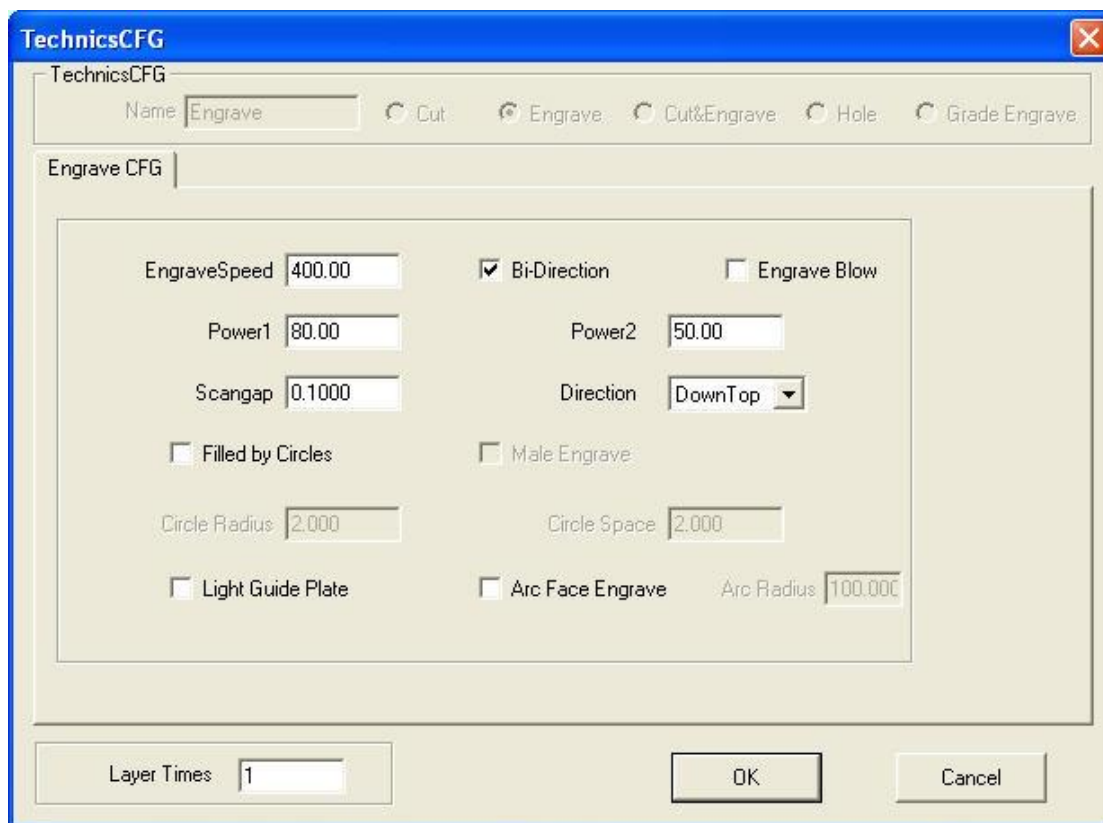 TechnicsCFG
TechnicsCFG
Name Engrave Cut Engrave Cut&Engrave Hole Grade Engrave
Engrave CFG
EngraveSpeed 400.00 Bi-Direction Engrave Blow
Power1 80.00 Power2 50.00
Scangap 0.1000 Direction DownTop
Filled by Circles Male Engrave
Circle Radius 2.000 Circle Space 2.000
Light Guide Plate Arc Face Engrave Arc Radius 100.000
Layer Times 1 OK Cancel